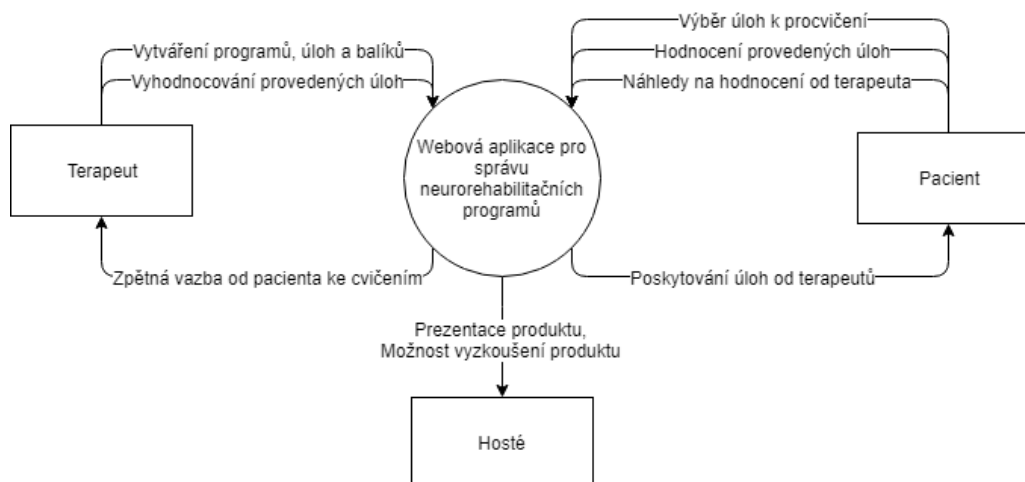 Výběr úloh k procvičení
Vytváření programů, úloh a balíků
Hodnocení provedených úloh
Vyhodnocování provedených úloh
Náhledy na hodnocení od terapeuta
Terapeut
Webová aplikace pro
správu
neurorehabilitačních
programů
Pacient
Zpětná vazba od pacienta ke cvičením
Poskytování úloh od terapeutů
Prezentace produktu,
Možnost vyzkoušení produktu
Hosté